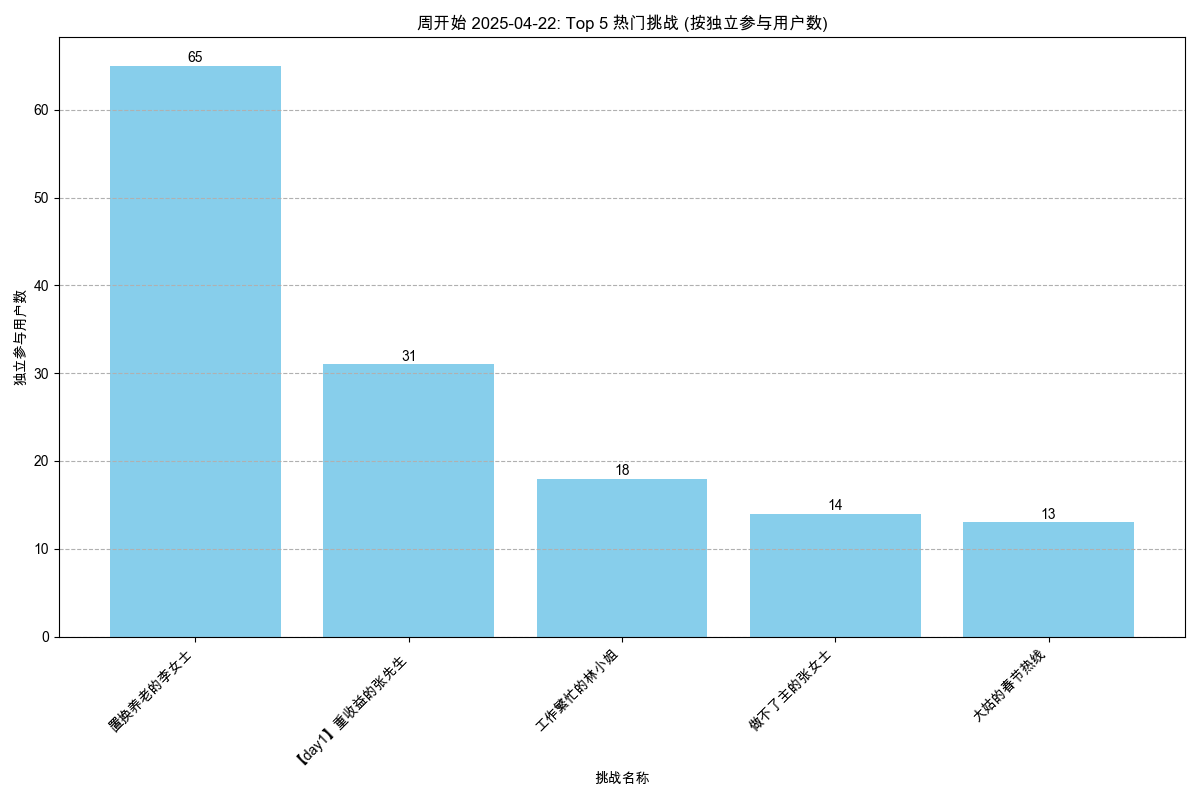 周开始 2025-04-22: Top 5 热门挑战 (按独立参与用户数)
独立参与用户数
60
50
40
30
20
10
0
65
31
18
14
13
置换养老的李女士
【day1】重收益的张先生
工作繁忙的林小姐
做不了主的张女士
大姑的春节热线
挑战名称